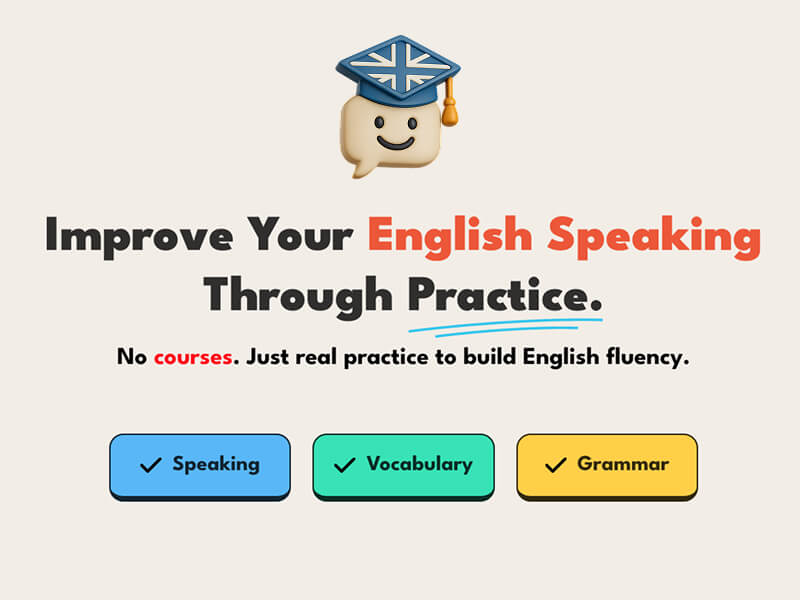 Improve Your English Speaking
Through Practice.
No courses. Just real practice to build English fluency.
Speaking
Vocabulary
Grammar